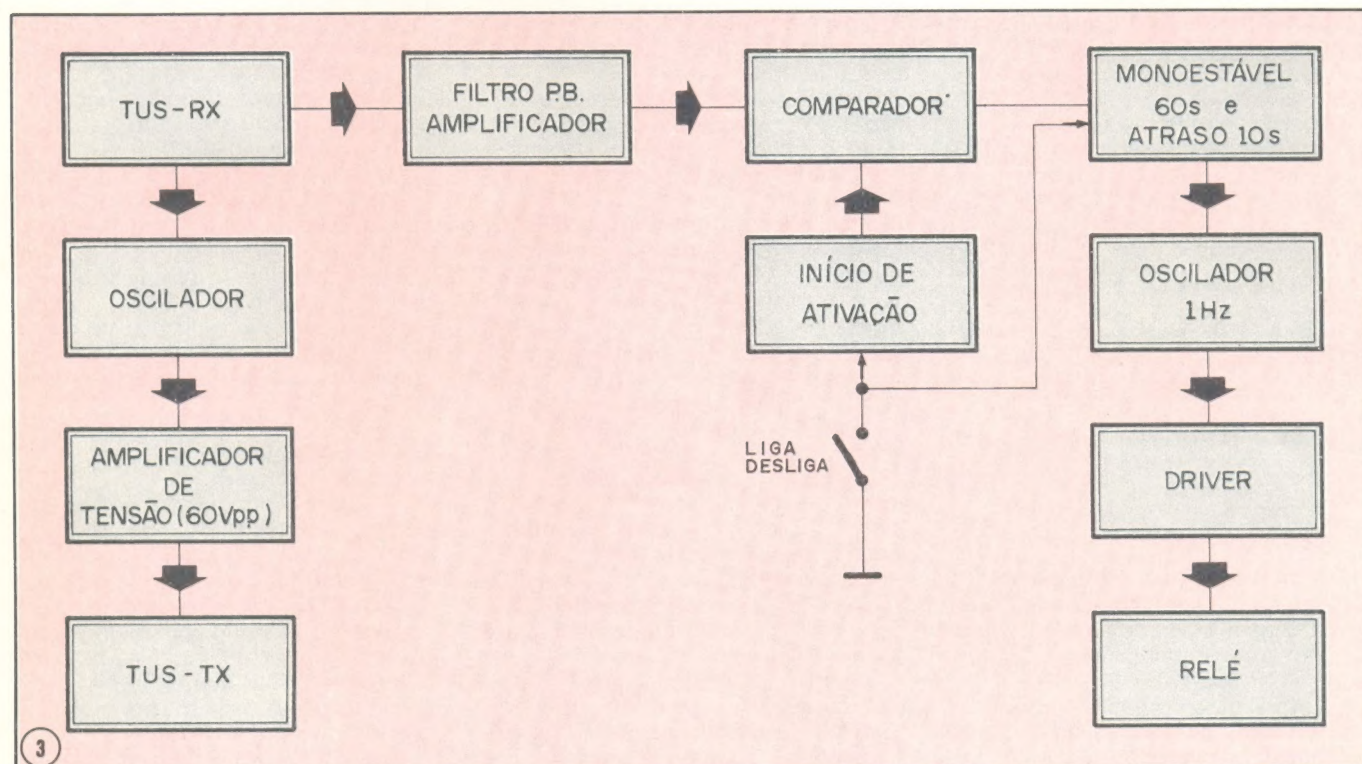 TUS-RX
FILTRO P.B.
AMPLIFICADOR
COMPARADOR
MONOESTÁVEL
60s e
ATRASO 10s
OSCILADOR
INÍCIO DE
ATIVAÇÃO
OSCILADOR
1Hz
AMPLIFICADOR
DE
TENSÃO (60Vpp)
LIGA
DESLIGA
DRIVER
TUS - TX
RELÉ
3